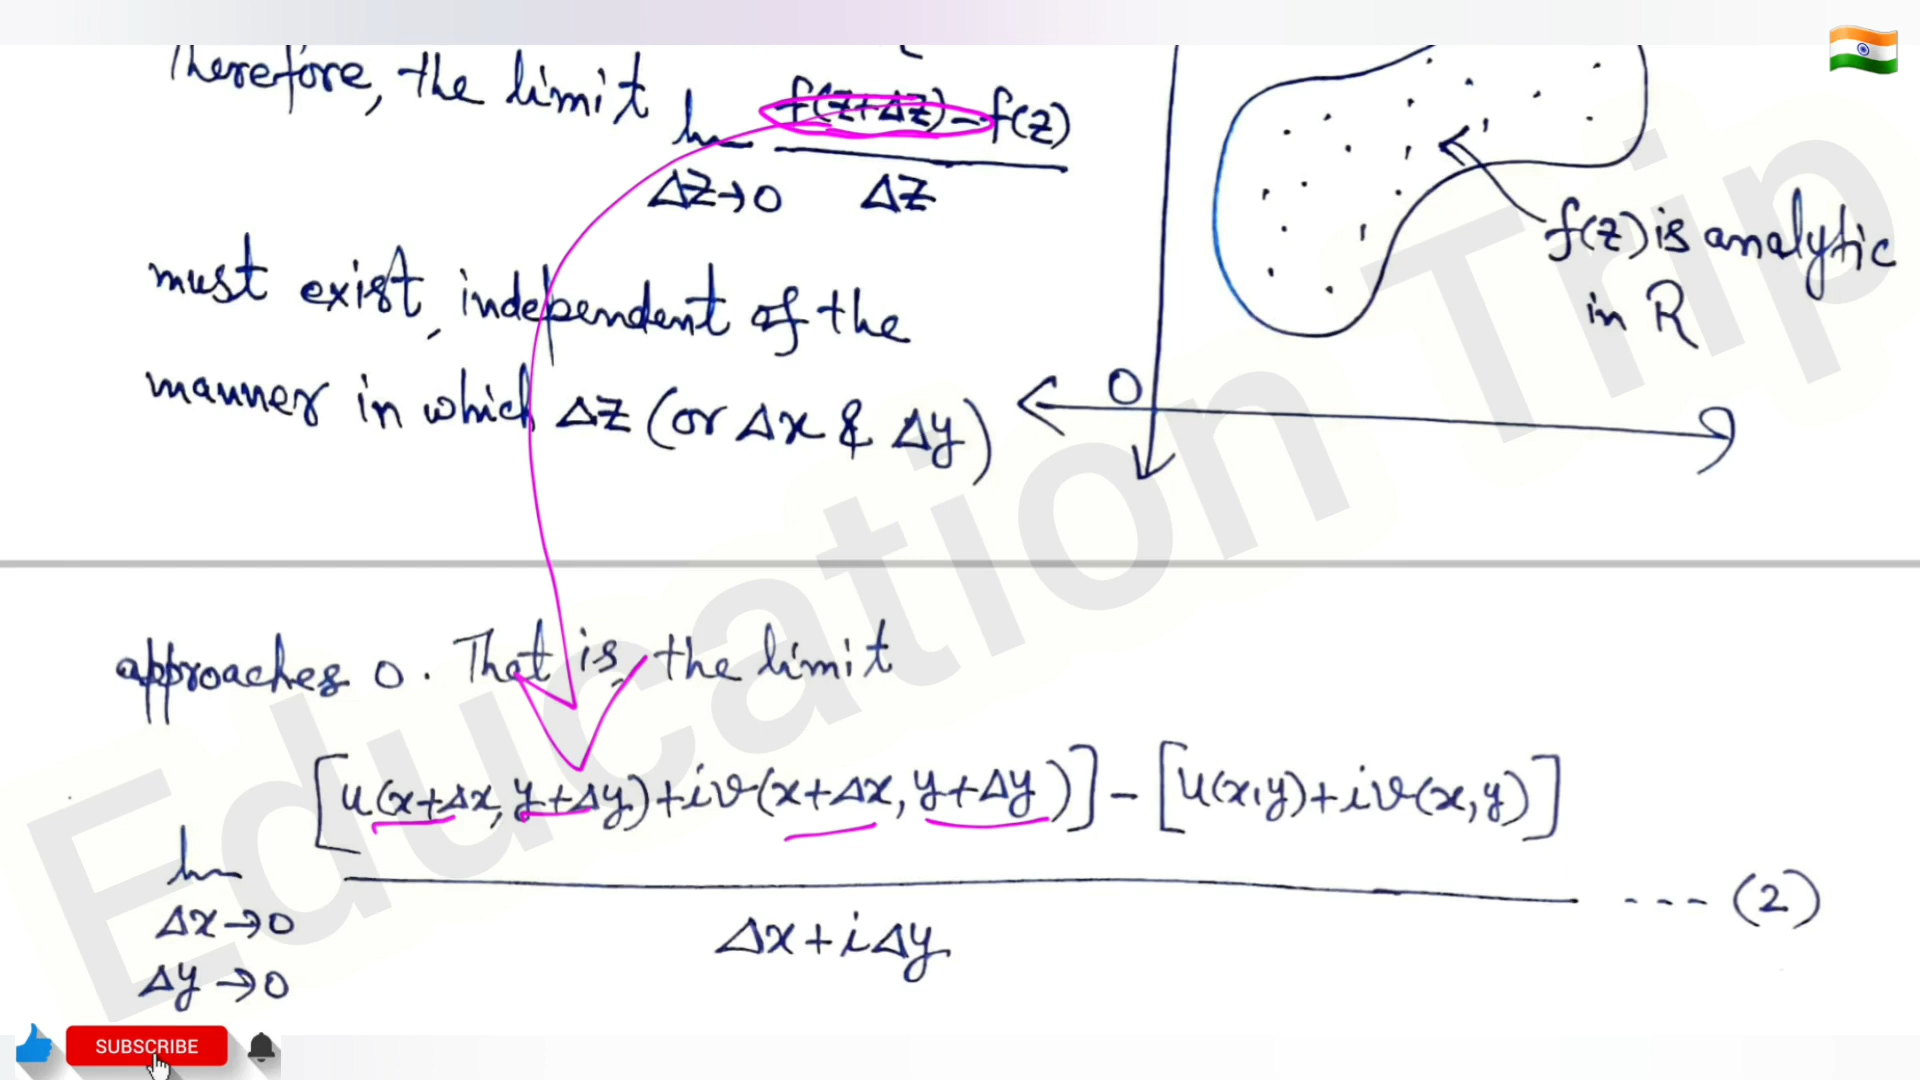 Therefore, the limit lim f(z+Δz) - f(z)
Δz→0 Δz
must exist, independent of the
manner in which Δz (or Δx & Δy)
f(z) is analytic
in R
O
approaches 0. That is, the limit
[u(x+Δx, y+Δy)+iv(x+Δx, y+Δy)] - [u(x,y)+iv(x,y)]
lim
Δx→0
Δy→0
Δx+iΔy
---- (2)
Education Trip
SUBSCRIBE